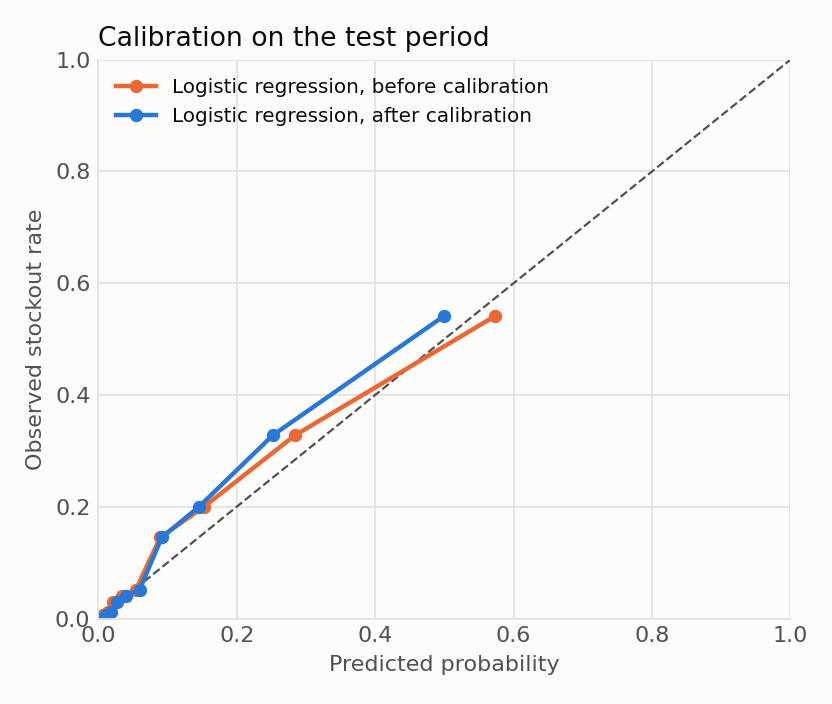 Calibration on the test period
Logistic regression, before calibration
Logistic regression, after calibration
1.0
0.8
0.6
0.4
0.2
0.0
Observed stockout rate
0.0
0.2
0.4
0.6
0.8
1.0
Predicted probability